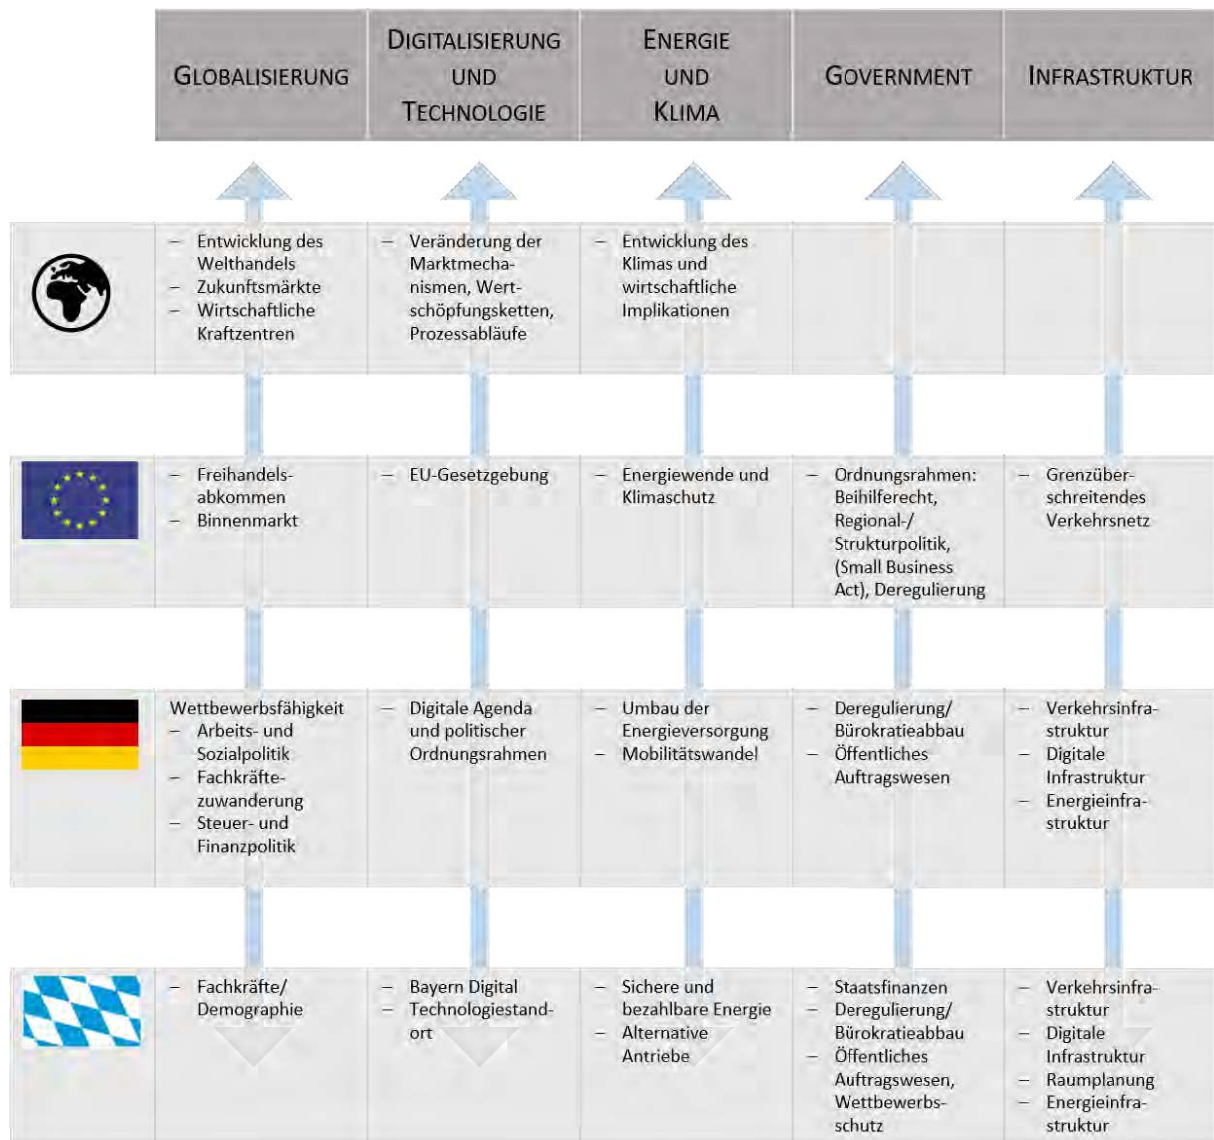 GLOBALISIERUNG
DIGITALISIERUNG
UND
TECHNOLOGIE
ENERGIE
UND
KLIMA
GOVERNMENT
INFRASTRUKTUR
– Entwicklung des
Welthandels
– Zukunftsmärkte
– Wirtschaftliche
Kraftzentren
– Veränderung der
Marktmecha-
nismen, Wert-
schöpfungsketten,
Prozessabläufe
– Entwicklung des
Klimas und
wirtschaftliche
Implikationen
– Freihandels-
abkommen
– Binnenmarkt
– EU-Gesetzgebung
– Energiewende und
Klimaschutz
– Ordnungsrahmen:
Beihilferecht,
Regional-/
Strukturpolitik,
(Small Business
Act), Deregulierung
– Grenzüber-
schreitendes
Verkehrsnetz
Wettbewerbsfähigkeit
– Arbeits- und
Sozialpolitik
– Fachkräfte-
zuwanderung
– Steuer- und
Finanzpolitik
– Digitale Agenda
und politischer
Ordnungsrahmen
– Umbau der
Energieversorgung
– Mobilitätswandel
– Deregulierung/
Bürokratieabbau
– Öffentliches
Auftragswesen
– Verkehrsinfra-
struktur
– Digitale
Infrastruktur
– Energieinfra-
struktur
– Fachkräfte/
Demographie
– Bayern Digital
– Technologiestand-
ort
– Sichere und
bezahlbare Energie
– Alternative
Antriebe
– Staatsfinanzen
– Deregulierung/
Bürokratieabbau
– Öffentliches
Auftragswesen,
Wettbewerbs-
schutz
– Verkehrsinfra-
struktur
– Digitale
Infrastruktur
– Raumplanung
– Energieinfra-
struktur